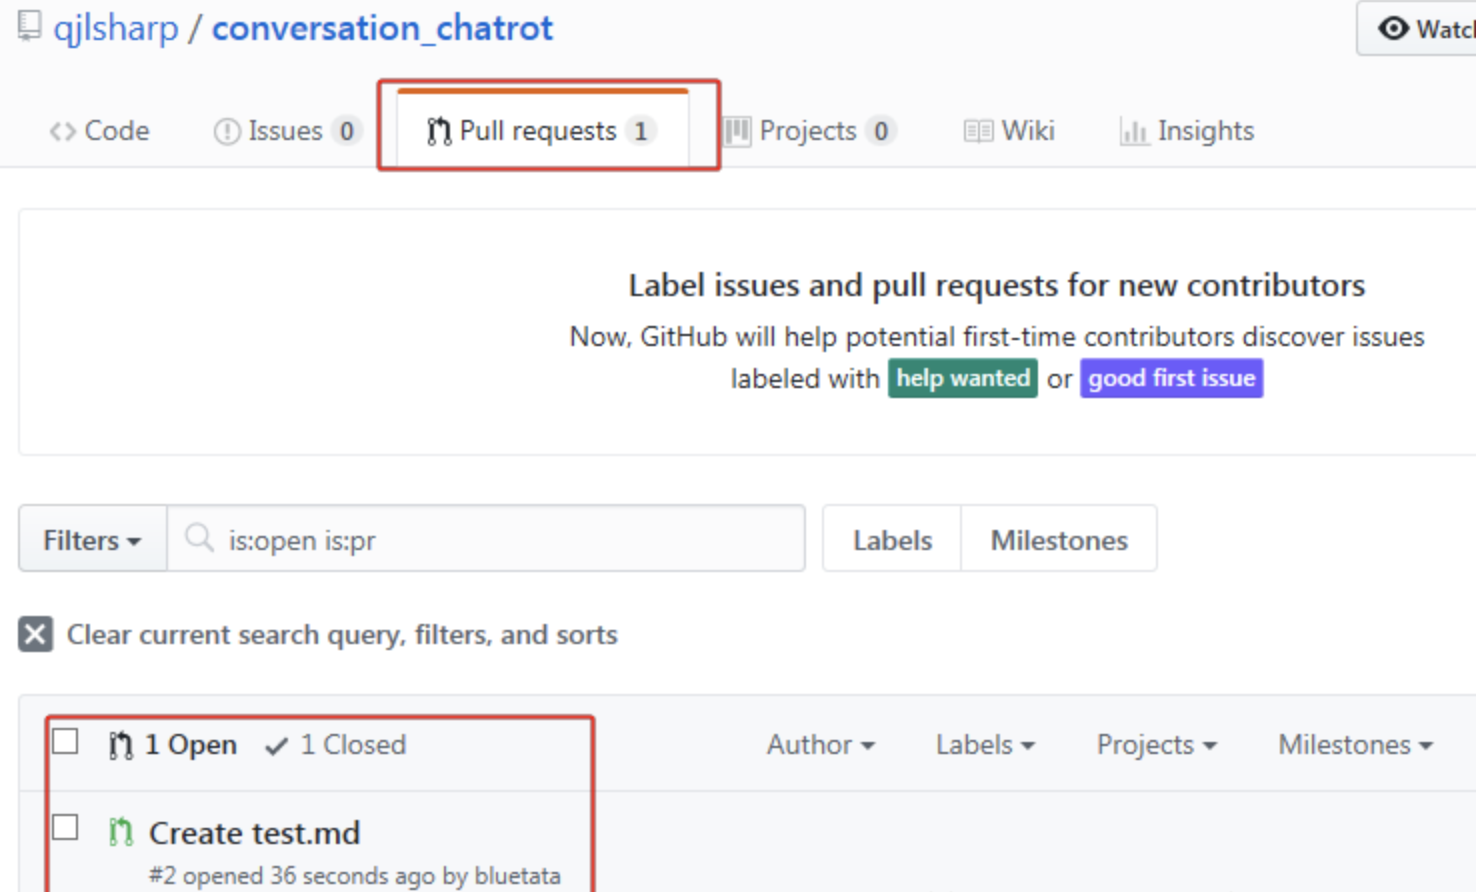 qjlsharp / conversation_chatrot
Watch
Code Issues 0 Pull requests 1 Projects 0 Wiki Insights
Label issues and pull requests for new contributors
Now, GitHub will help potential first-time contributors discover issues
labeled with help wanted or good first issue
Filters is:open is:pr Labels Milestones
Clear current search query, filters, and sorts
1 Open 1 Closed Author Labels Projects Milestones
Create test.md
#2 opened 36 seconds ago by bluetata